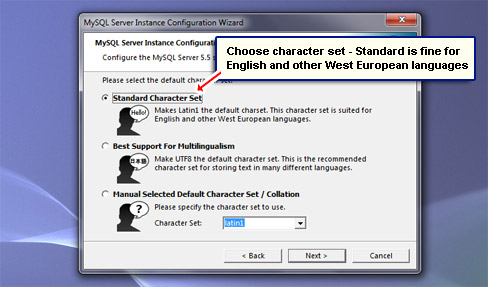 MySQL Server Instance Configuration Wizard
MySQL Server Instance Configurat
Configure the MySQL Server 5.5 s
Choose character set - Standard is fine for
English and other West European languages
Please select the default character set.
Standard Character Set
Hello!
Makes Latin1 the default charset. This character set is suited for
English and other West European languages.
Best Support For Multilingualism
日本語
Make UTF8 the default character set. This is the recommended
character set for storing text in many different languages.
Manual Selected Default Character Set / Collation
?
Please specify the character set to use.
Character Set: latin1
< Back Next > Cancel